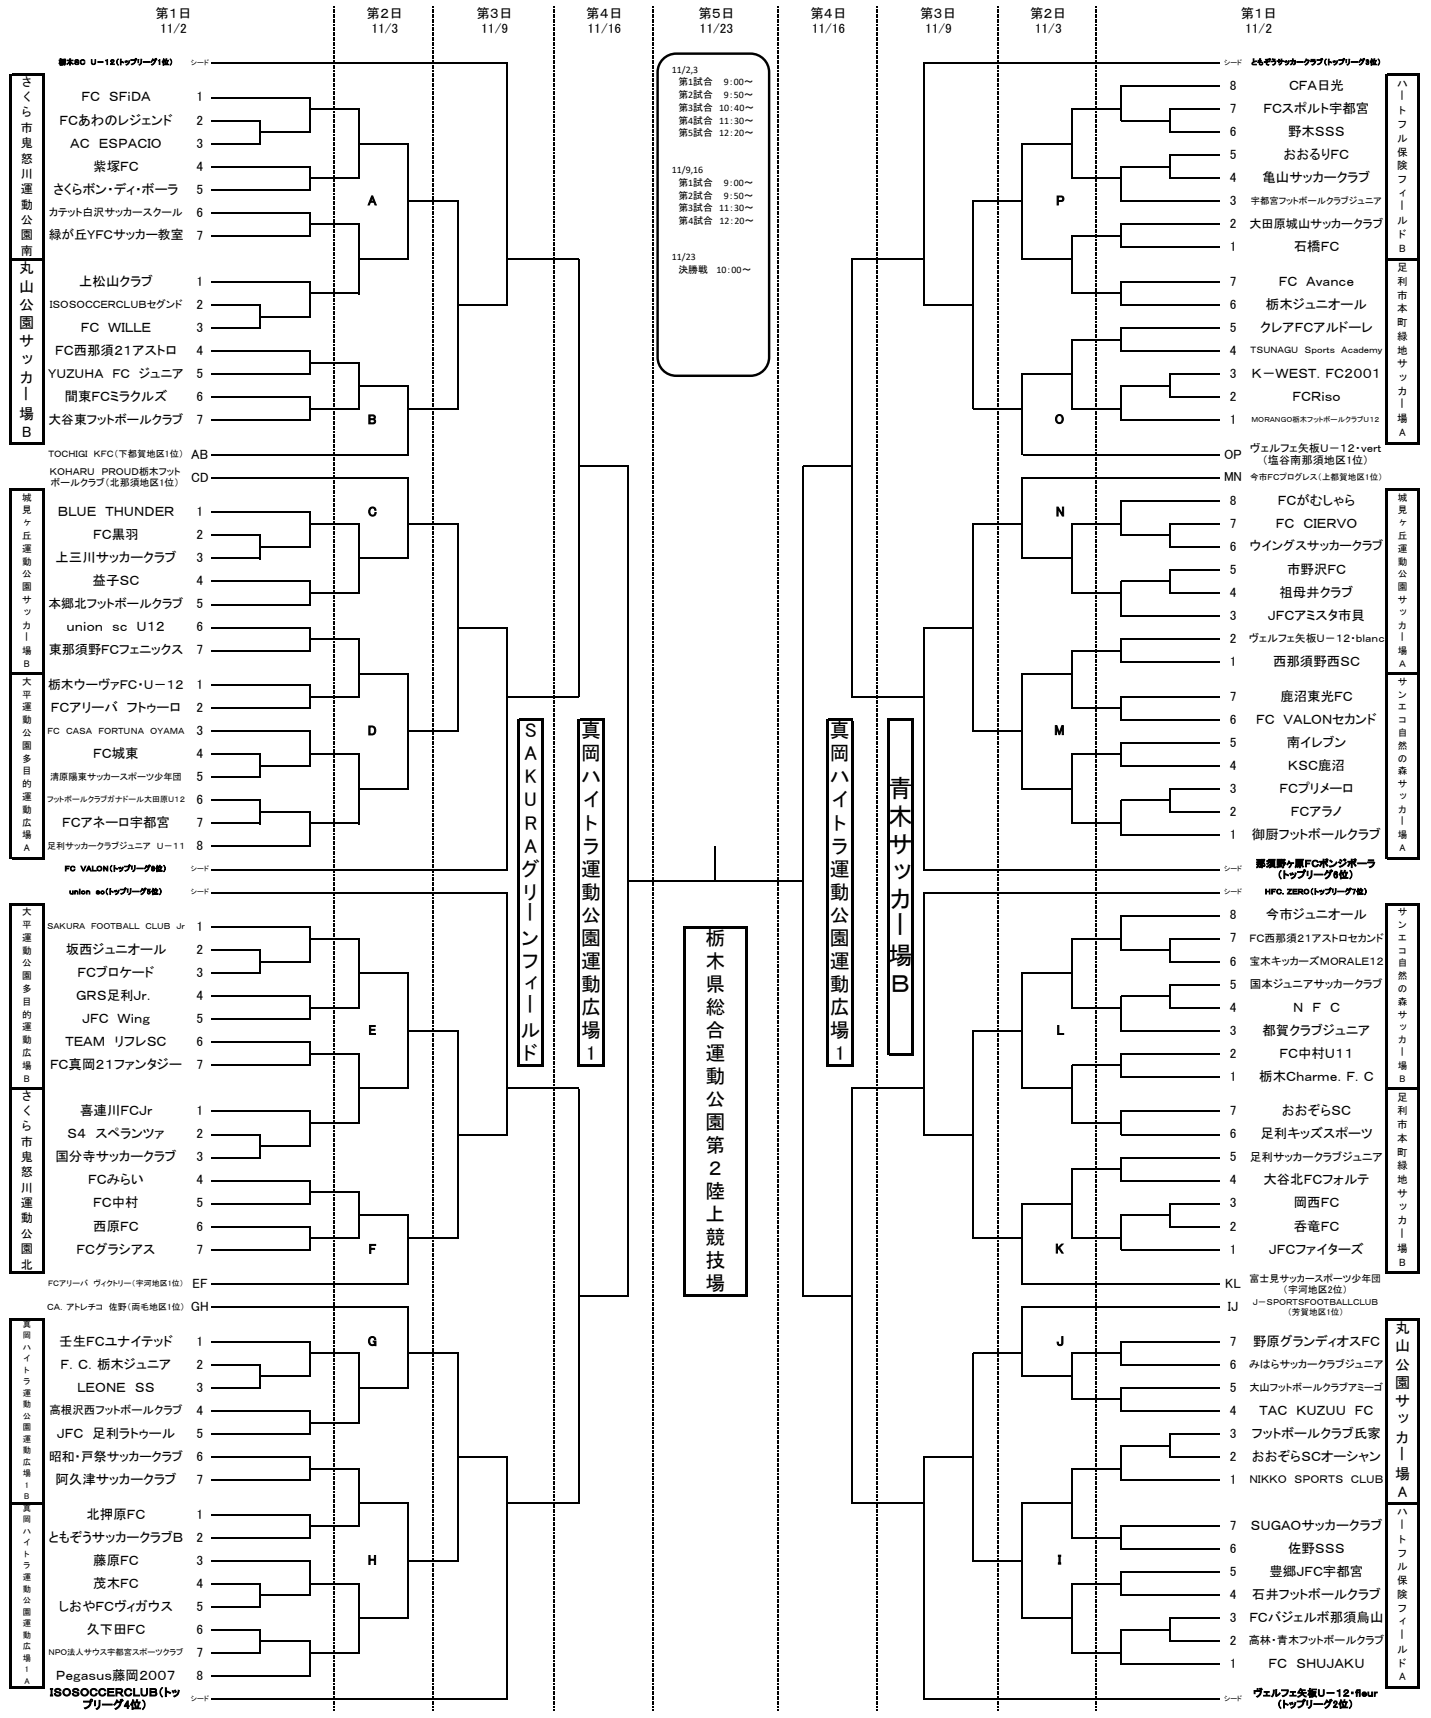 第1日
11/2
第2日
11/3
第3日
11/9
第4日
11/16
第5日
11/23
第4日
11/16
第3日
11/9
第2日
11/3
第1日
11/2
栃木SC U－12(トップリーグ1位) シード
さくら市鬼怒川運動公園南
FC SFiDA 1
FCあわのレジェンド 2
AC ESPACIO 3
紫塚FC 4
さくらボン・ディ・ボーラ 5
カテット白沢サッカースクール 6
緑が丘YFCサッカー教室 7
A
丸山公園サッカー場B
上松山クラブ 1
ISOSOCCERCLUBセグンド 2
FC WILLE 3
FC西那須21アストロ 4
YUZUHA FC ジュニア 5
間東FCミラクルズ 6
大谷東フットボールクラブ 7
B
TOCHIGI KFC(下都賀地区1位) AB
KOHARU PROUD栃木フット
ボールクラブ(北那須地区1位) CD
城見ヶ丘運動公園サッカー場B
BLUE THUNDER 1
FC黒羽 2
上三川サッカークラブ 3
益子SC 4
本郷北フットボールクラブ 5
union sc U12 6
東那須野FCフェニックス 7
C
大平運動公園多目的運動広場A
栃木ウーヴァFC・U－12 1
FCアリーバ フトゥーロ 2
FC CASA FORTUNA OYAMA 3
FC城東 4
清原陽東サッカースポーツ少年団 5
フットボールクラブガナドール大田原U12 6
FCアネーロ宇都宮 7
足利サッカークラブジュニア U－11 8
D
FC VALON(トップリーグ8位) シード
union sc(トップリーグ5位) シード
大平運動公園多目的運動広場B
SAKURA FOOTBALL CLUB Jr 1
坂西ジュニオール 2
FCブロケード 3
GRS足利Jr. 4
JFC Wing 5
TEAM リフレSC 6
FC真岡21ファンタジー 7
E
さくら市鬼怒川運動公園北
喜連川FCJr 1
S4 スペランツァ 2
国分寺サッカークラブ 3
FCみらい 4
FC中村 5
西原FC 6
FCグラシアス 7
F
FCアリーバ ヴィクトリー(宇河地区1位) EF
CA. アトレチコ 佐野(両毛地区1位) GH
真岡ハイトラ運動公園運動広場1B
壬生FCユナイテッド 1
F. C. 栃木ジュニア 2
LEONE SS 3
高根沢西フットボールクラブ 4
JFC 足利ラトゥール 5
昭和・戸祭サッカークラブ 6
阿久津サッカークラブ 7
G
真岡ハイトラ運動公園運動広場1A
北押原FC 1
ともぞうサッカークラブB 2
藤原FC 3
茂木FC 4
しおやFCヴィガウス 5
久下田FC 6
NPO法人サウス宇都宮スポーツクラブ 7
Pegasus藤岡2007 8
H
ISOSOCCERCLUB(トッ
プリーグ4位) シード
SAKURAグリーンフィールド
真岡ハイトラ運動公園運動広場1
11/2,3
第1試合 9:00～
第2試合 9:50～
第3試合 10:40～
第4試合 11:30～
第5試合 12:20～
11/9,16
第1試合 9:00～
第2試合 9:50～
第3試合 11:30～
第4試合 12:20～
11/23
決勝戦 10:00～
栃木県総合運動公園第2陸上競技場
真岡ハイトラ運動公園運動広場1
青木サッカー場B
シード ともぞうサッカークラブ(トップリーグ3位)
ハートフル保険フィールドB
8 CFA日光
7 FCスポルト宇都宮
6 野木SSS
5 おおるりFC
4 亀山サッカークラブ
3 宇都宮フットボールクラブジュニア
2 大田原城山サッカークラブ
1 石橋FC
P
足利市本町緑地サッカー場A
7 FC Avance
6 栃木ジュニオール
5 クレアFCアルドーレ
4 TSUNAGU Sports Academy
3 K－WEST. FC2001
2 FCRiso
1 MORANGO栃木フットボールクラブU12
O
OP ヴェルフェ矢板U－12・vert
(塩谷南那須地区1位)
MN 今市FCプログレス(上都賀地区1位)
城見ヶ丘運動公園サッカー場A
8 FCがむしゃら
7 FC CIERVO
6 ウイングスサッカークラブ
5 市野沢FC
4 祖母井クラブ
3 JFCアミスタ市貝
2 ヴェルフェ矢板U－12・blanc
1 西那須野西SC
N
サンエコ自然の森サッカー場A
7 鹿沼東光FC
6 FC VALONセカンド
5 南イレブン
4 KSC鹿沼
3 FCプリメーロ
2 FCアラノ
1 御厨フットボールクラブ
M
シード 那須野ヶ原FCボンジボーラ
(トップリーグ6位)
シード HFC. ZERO(トップリーグ7位)
サンエコ自然の森サッカー場B
8 今市ジュニオール
7 FC西那須21アストロセカンド
6 宝木キッカーズMORALE12
5 国本ジュニアサッカークラブ
4 N F C
3 都賀クラブジュニア
2 FC中村U11
1 栃木Charme. F. C
L
足利市本町緑地サッカー場B
7 おおぞらSC
6 足利キッズスポーツ
5 足利サッカークラブジュニア
4 大谷北FCフォルテ
3 岡西FC
2 呑竜FC
1 JFCファイターズ
K
KL 富士見サッカースポーツ少年団
(宇河地区2位)
IJ J－SPORTSFOOTBALLCLUB
(芳賀地区1位)
丸山公園サッカー場A
7 野原グランディオスFC
6 みはらサッカークラブジュニア
5 大山フットボールクラブアミーゴ
4 TAC KUZUU FC
3 フットボールクラブ氏家
2 おおぞらSCオーシャン
1 NIKKO SPORTS CLUB
J
ハートフル保険フィールドA
7 SUGAOサッカークラブ
6 佐野SSS
5 豊郷JFC宇都宮
4 石井フットボールクラブ
3 FCバジェルボ那須烏山
2 高林・青木フットボールクラブ
1 FC SHUJAKU
I
シード ヴェルフェ矢板U－12・fleur
(トップリーグ2位)